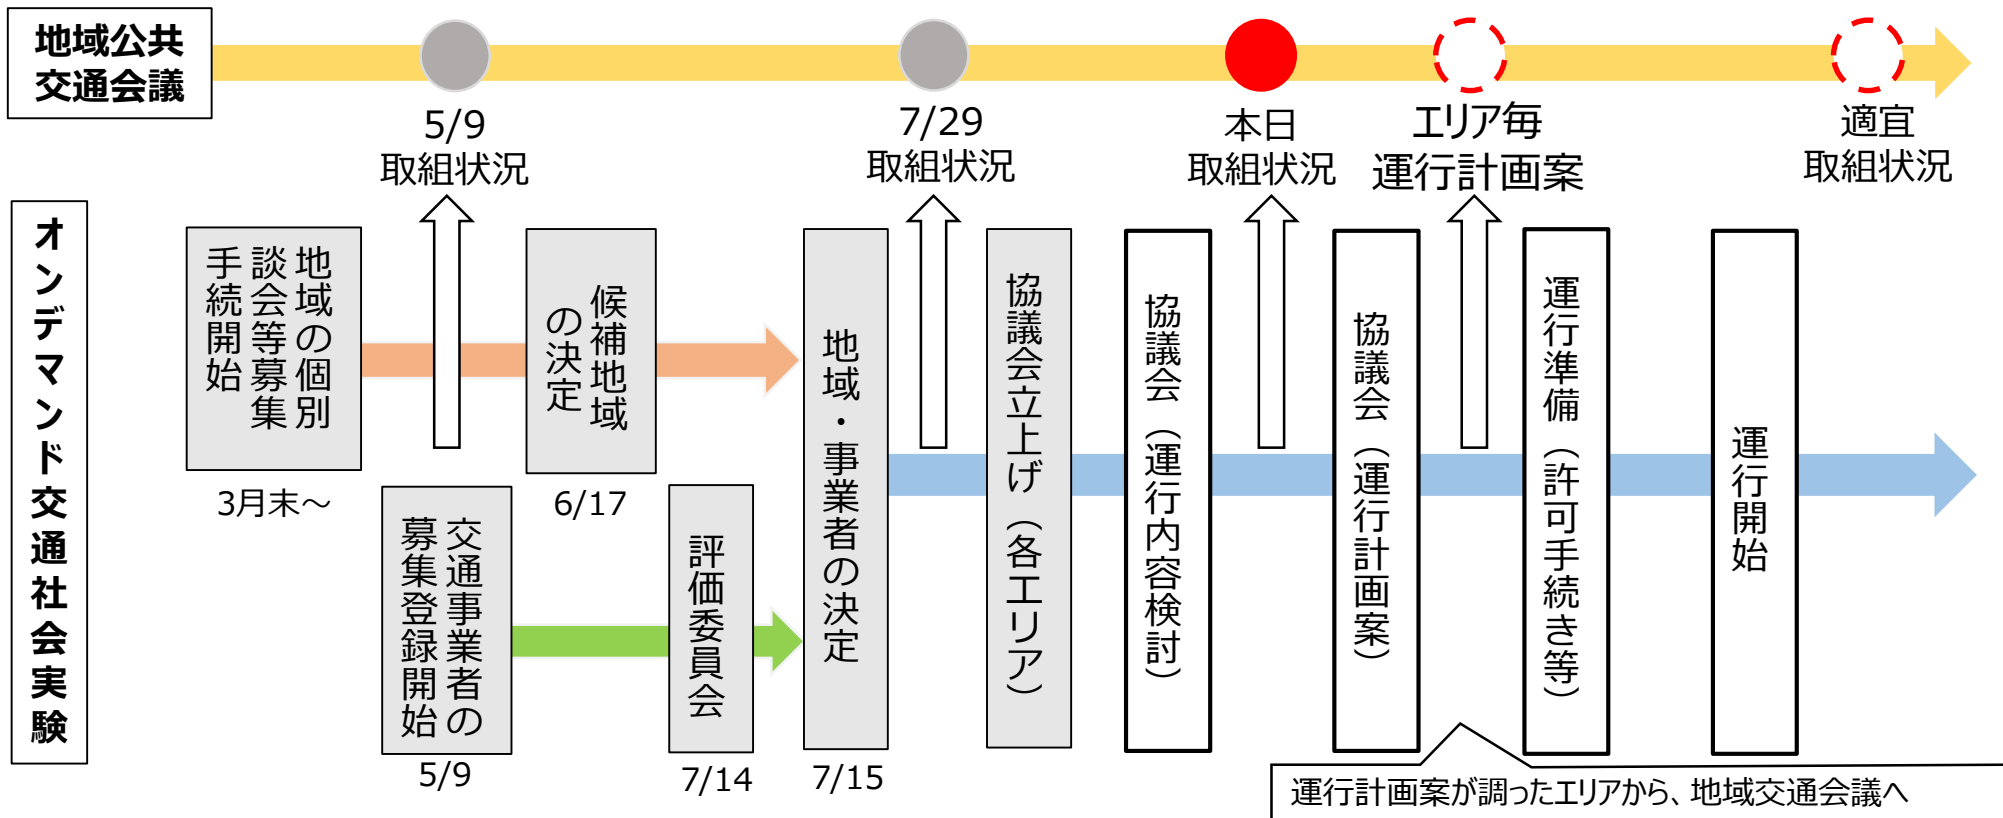 地域公共
交通会議
5/9
取組状況
7/29
取組状況
本日
取組状況
エリア毎
運行計画案
適宜
取組状況
オンデマンド交通社会実験
地域の個別
談会等募集
手続開始
3月末～
交通事業者の
募集登録開始
5/9
候補地域
の決定
6/17
評価委員会
7/14
地域・事業者の決定
7/15
協議会立上げ（各エリア）
協議会（運行内容検討）
協議会（運行計画案）
運行準備（許可手続き等）
運行開始
運行計画案が調ったエリアから、地域交通会議へ